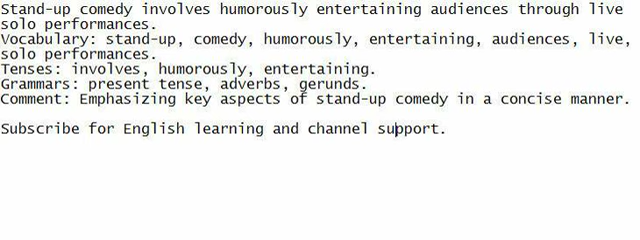 Stand-up comedy involves humorously entertaining audiences through live
solo performances.
Vocabulary: stand-up, comedy, humorously, entertaining, audiences, live,
solo performances.
Tenses: involves, humorously, entertaining.
Grammars: present tense, adverbs, gerunds.
Comment: Emphasizing key aspects of stand-up comedy in a concise manner.
Subscribe for English learning and channel support.